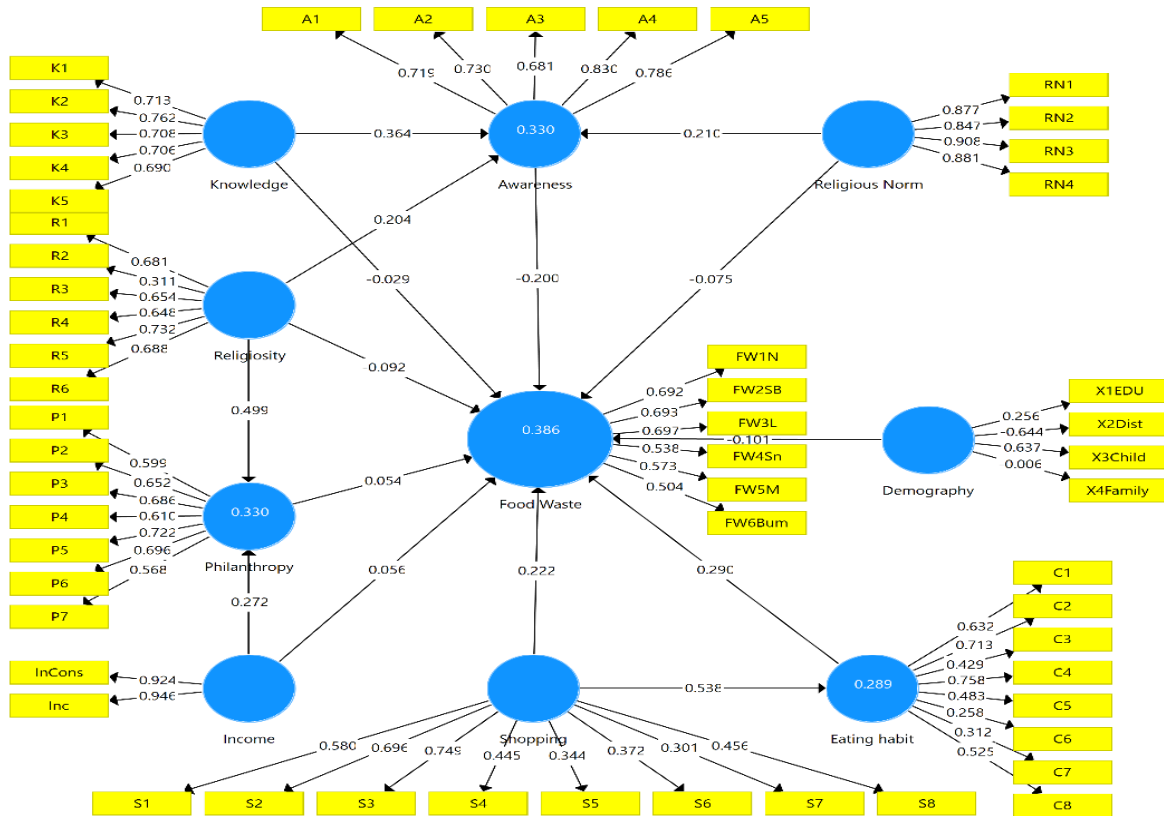 A1
A2
A3
A4
A5
0.719
0.730
0.681
0.830
0.786
K1
K2
K3
K4
K5
0.713
0.762
0.708
0.706
0.690
Knowledge
0.364
0.330
Awareness
0.210
Religious Norm
0.877
0.847
0.908
0.881
RN1
RN2
RN3
RN4
R1
R2
R3
R4
R5
R6
0.681
0.311
0.654
0.648
0.732
0.688
Religiosity
0.204
-0.029
-0.200
-0.075
-0.092
0.499
P1
P2
P3
P4
P5
P6
P7
0.599
0.652
0.686
0.610
0.722
0.696
0.568
0.330
Philanthropy
0.054
0.386
Food Waste
0.692
0.693
0.697
0.538
0.573
0.504
FW1N
FW2SB
FW3L
FW4Sn
FW5M
FW6Bum
-0.101
Demography
0.256
-0.644
0.637
0.006
X1EDU
X2Dist
X3Child
X4Family
0.272
0.056
0.222
0.290
InCons
Inc
0.924
0.946
Income
Shopping
0.538
0.289
Eating habit
0.632
0.713
0.429
0.758
0.483
0.258
0.312
0.525
C1
C2
C3
C4
C5
C6
C7
C8
0.580
0.696
0.749
0.445
0.344
0.372
0.301
0.456
S1
S2
S3
S4
S5
S6
S7
S8